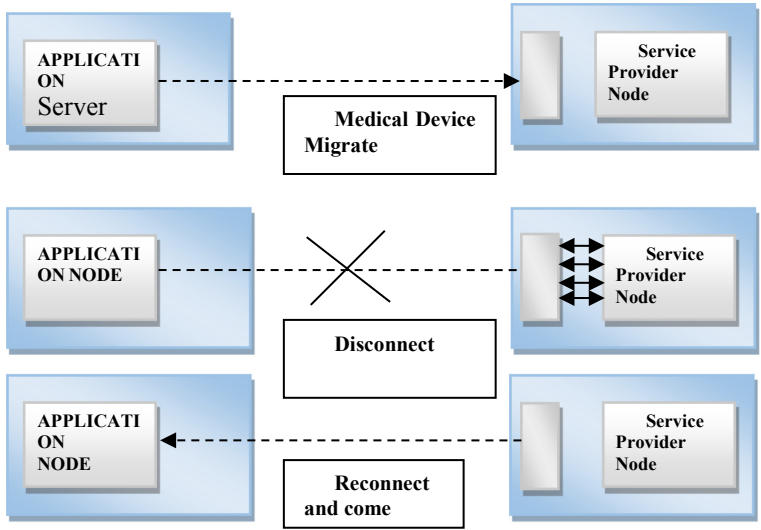 APPLICATI
ON
Server
Medical Device
Migrate
Service
Provider
Node
APPLICATI
ON NODE
Disconnect
Service
Provider
Node
APPLICATI
ON
NODE
Reconnect
and come
Service
Provider
Node